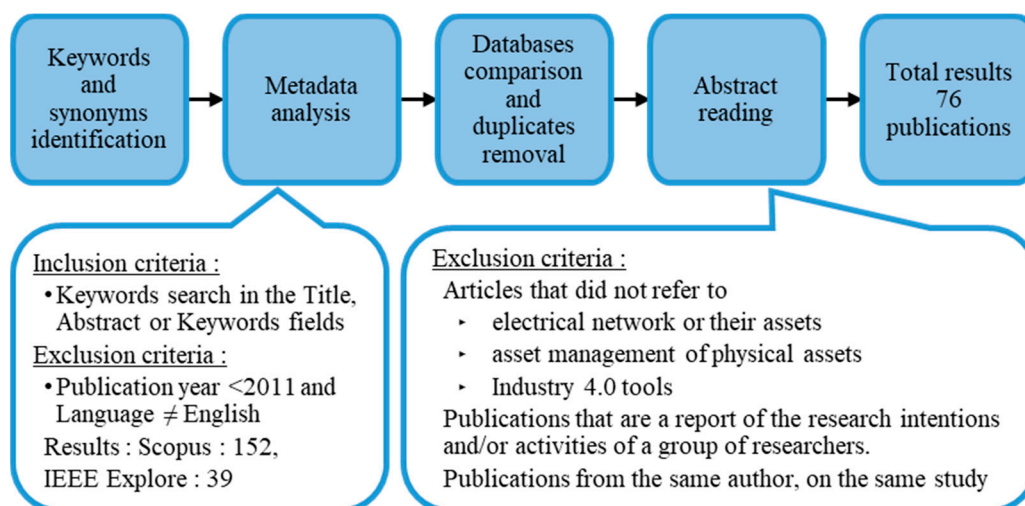 Keywords
and
synonyms
identification
Metadata
analysis
Databases
comparison
and
duplicates
removal
Abstract
reading
Total results
76
publications
Inclusion criteria :
•Keywords search in the Title,
Abstract or Keywords fields
Exclusion criteria :
•Publication year <2011 and
Language ≠ English
Results : Scopus : 152,
IEEE Explore : 39
Exclusion criteria :
Articles that did not refer to
‣ electrical network or their assets
‣ asset management of physical assets
‣ Industry 4.0 tools
Publications that are a report of the research intentions
and/or activities of a group of researchers.
Publications from the same author, on the same study